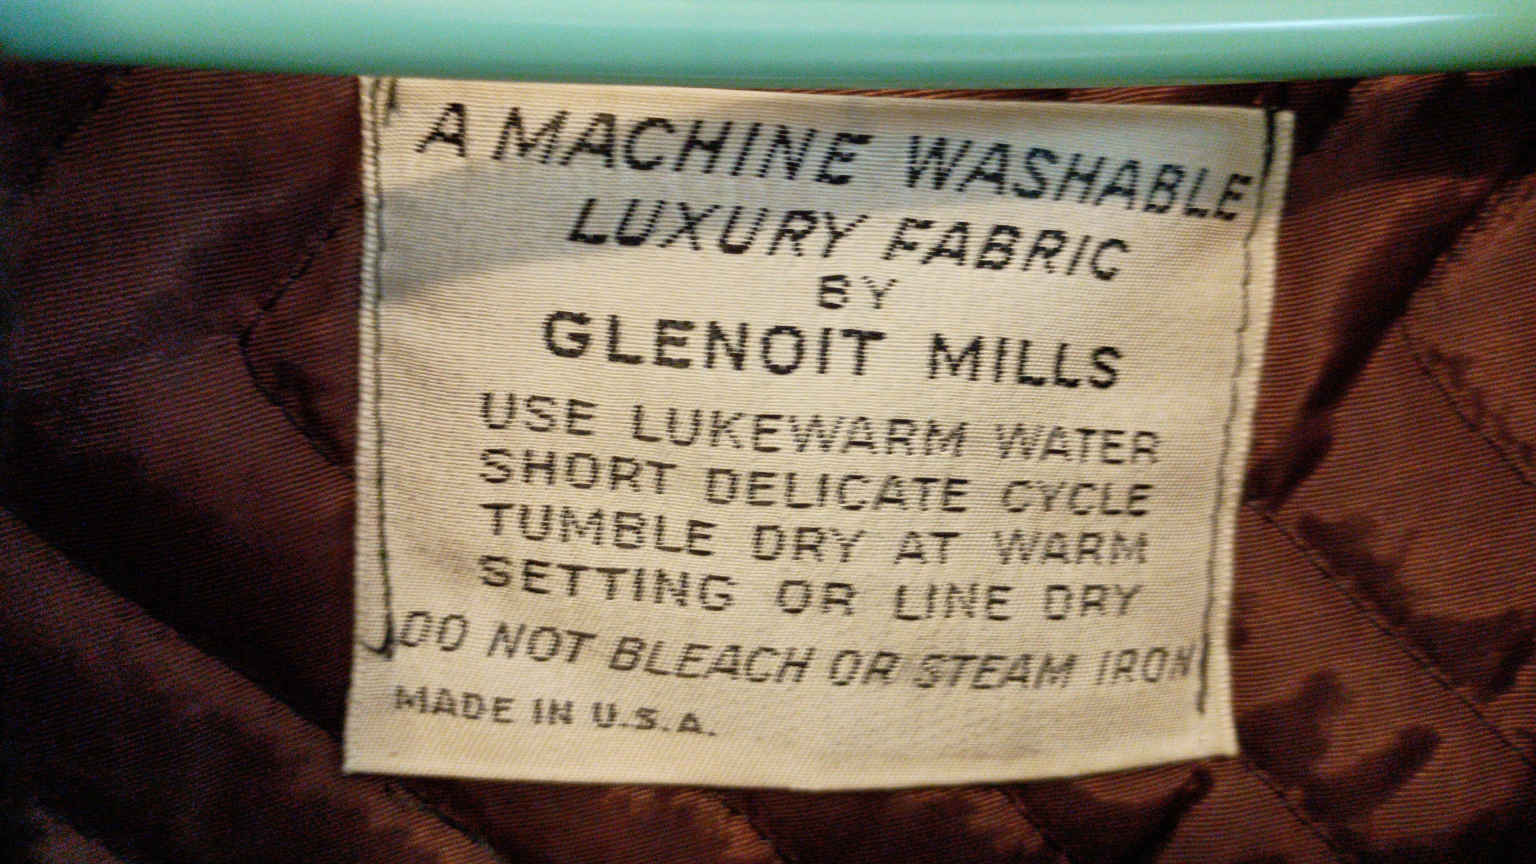 A MACHINE WASHABLE
LUXURY FABRIC
BY
GLENOIT MILLS
USE LUKEWARM WATER
SHORT DELICATE CYCLE
TUMBLE DRY AT WARM
SETTING OR LINE DRY
DO NOT BLEACH OR STEAM IRON
MADE IN U.S.A.